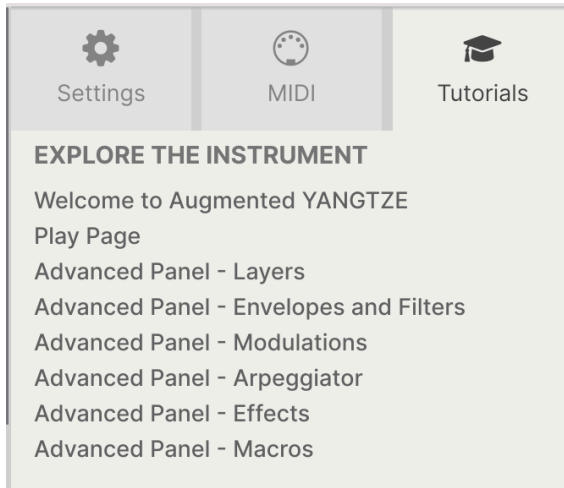 Settings MIDI Tutorials
EXPLORE THE INSTRUMENT
Welcome to Augmented YANGTZE
Play Page
Advanced Panel - Layers
Advanced Panel - Envelopes and Filters
Advanced Panel - Modulations
Advanced Panel - Arpeggiator
Advanced Panel - Effects
Advanced Panel - Macros